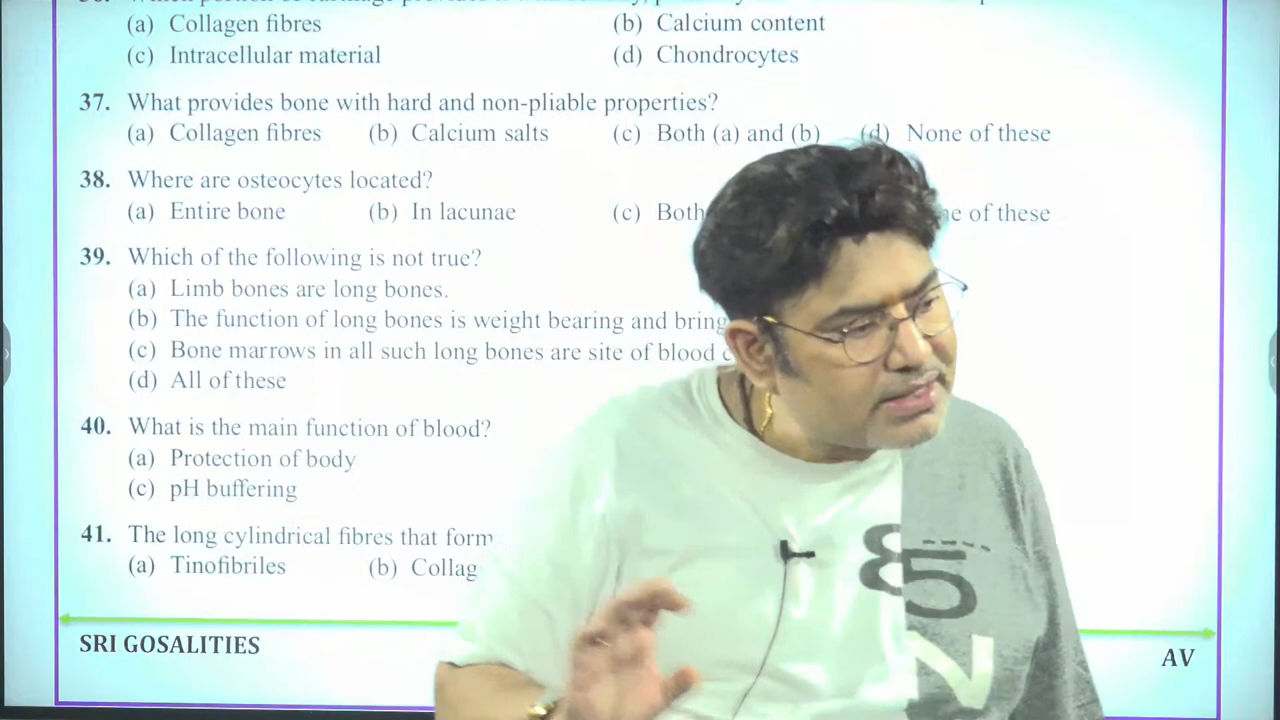 (a) Collagen fibres (b) Calcium content
(c) Intracellular material (d) Chondrocytes
37. What provides bone with hard and non-pliable properties?
(a) Collagen fibres (b) Calcium salts (c) Both (a) and (b) (d) None of these
38. Where are osteocytes located?
(a) Entire bone (b) In lacunae (c) Both of these
39. Which of the following is not true?
(a) Limb bones are long bones.
(b) The function of long bones is weight bearing and bring
(c) Bone marrows in all such long bones are site of blood
(d) All of these
40. What is the main function of blood?
(a) Protection of body
(c) pH buffering
41. The long cylindrical fibres that form
(a) Tinofibriles (b) Collag
SRI GOSALITIES AV
85
N